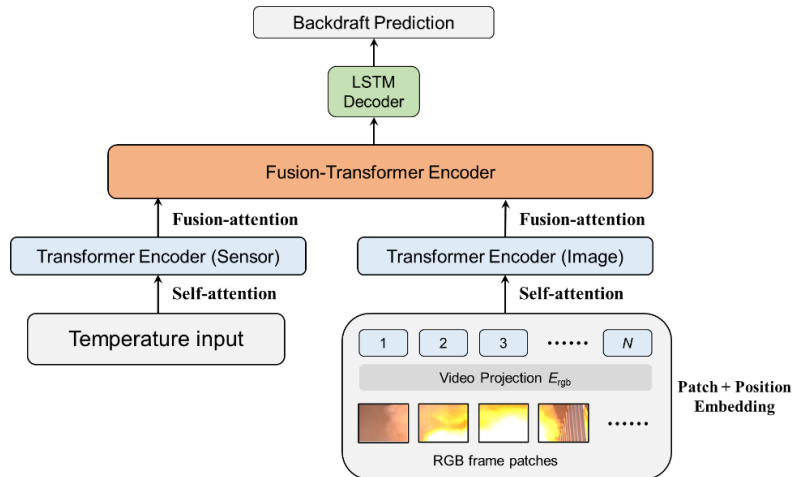 Backdraft Prediction
LSTM
Decoder
Fusion-Transformer Encoder
Fusion-attention
Fusion-attention
Transformer Encoder (Sensor)
Transformer Encoder (Image)
Self-attention
Self-attention
Temperature input
1 2 3 ...... N
Video Projection Ergb
Patch + Position
Embedding
......
RGB frame patches